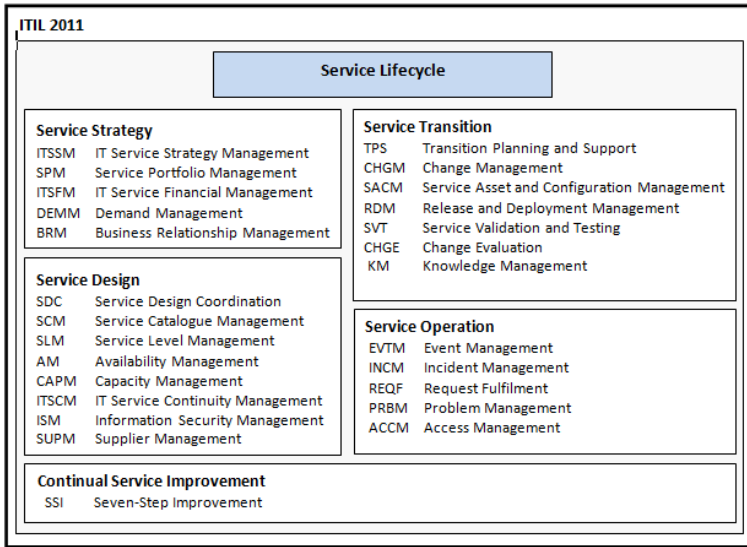 ITIL 2011
Service Lifecycle
Service Strategy
ITSSM IT Service Strategy Management
SPM Service Portfolio Management
ITSFM IT Service Financial Management
DEMM Demand Management
BRM Business Relationship Management
Service Design
SDC Service Design Coordination
SCM Service Catalogue Management
SLM Service Level Management
AM Availability Management
CAPM Capacity Management
ITSCM IT Service Continuity Management
ISM Information Security Management
SUPM Supplier Management
Service Transition
TPS Transition Planning and Support
CHGM Change Management
SACM Service Asset and Configuration Management
RDM Release and Deployment Management
SVT Service Validation and Testing
CHGE Change Evaluation
KM Knowledge Management
Service Operation
EVTM Event Management
INCM Incident Management
REQF Request Fulfilment
PRBM Problem Management
ACCM Access Management
Continual Service Improvement
SSI Seven-Step Improvement